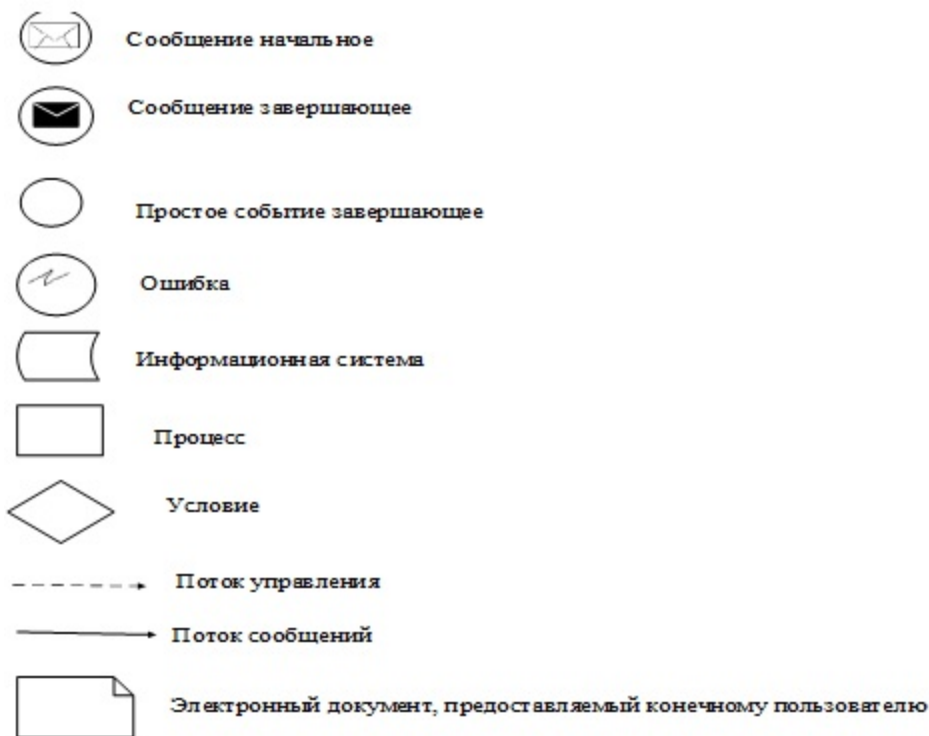 Сообщение начальное
Сообщение завершающее
Простое событие завершающее
Ошибка
Информационная система
Процесс
Условие
Поток управления
Поток сообщений
Электронный документ, предоставляемый конечному пользователю